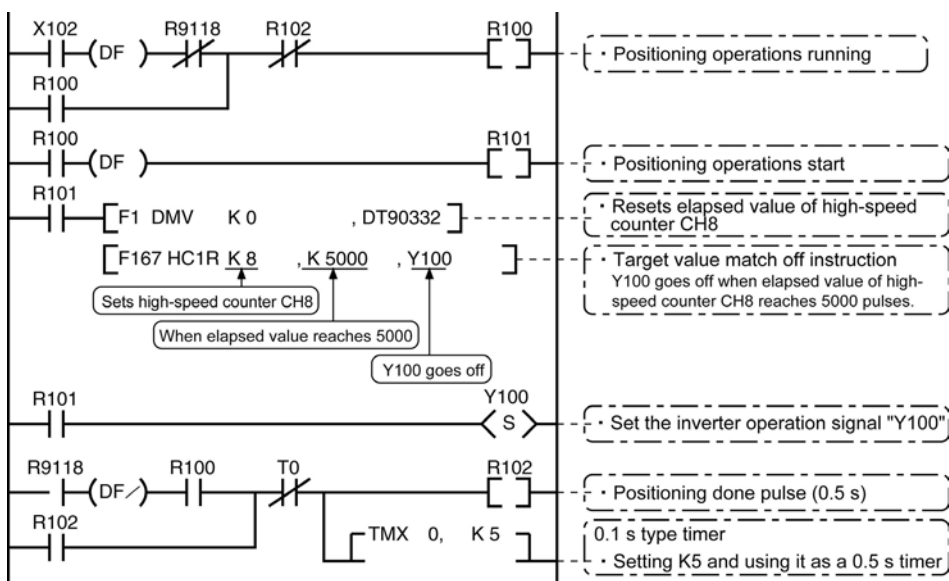 X102 R9118 R102 R100
(DF)
· Positioning operations running
R100
R100 R101
(DF)
· Positioning operations start
R101
F1 DMV K 0 , DT90332
· Resets elapsed value of high-speed
counter CH8
F167 HC1R K 8 , K 5000 , Y100
· Target value match off instruction
Y100 goes off when elapsed value of high-
speed counter CH8 reaches 5000 pulses.
Sets high-speed counter CH8
When elapsed value reaches 5000
Y100 goes off
R101 Y100
S
· Set the inverter operation signal "Y100"
R9118 R100 T0 R102
(DF/)
· Positioning done pulse (0.5 s)
R102
TMX 0, K 5
0.1 s type timer
· Setting K5 and using it as a 0.5 s timer